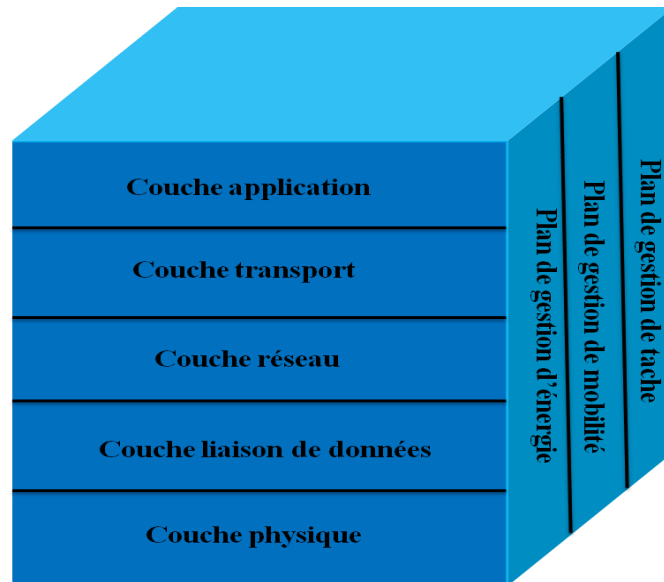 Couche application
Couche transport
Couche réseau
Couche liaison de données
Couche physique
Plan de gestion d'énergie
Plan de gestion de mobilité
Plan de gestion de tache